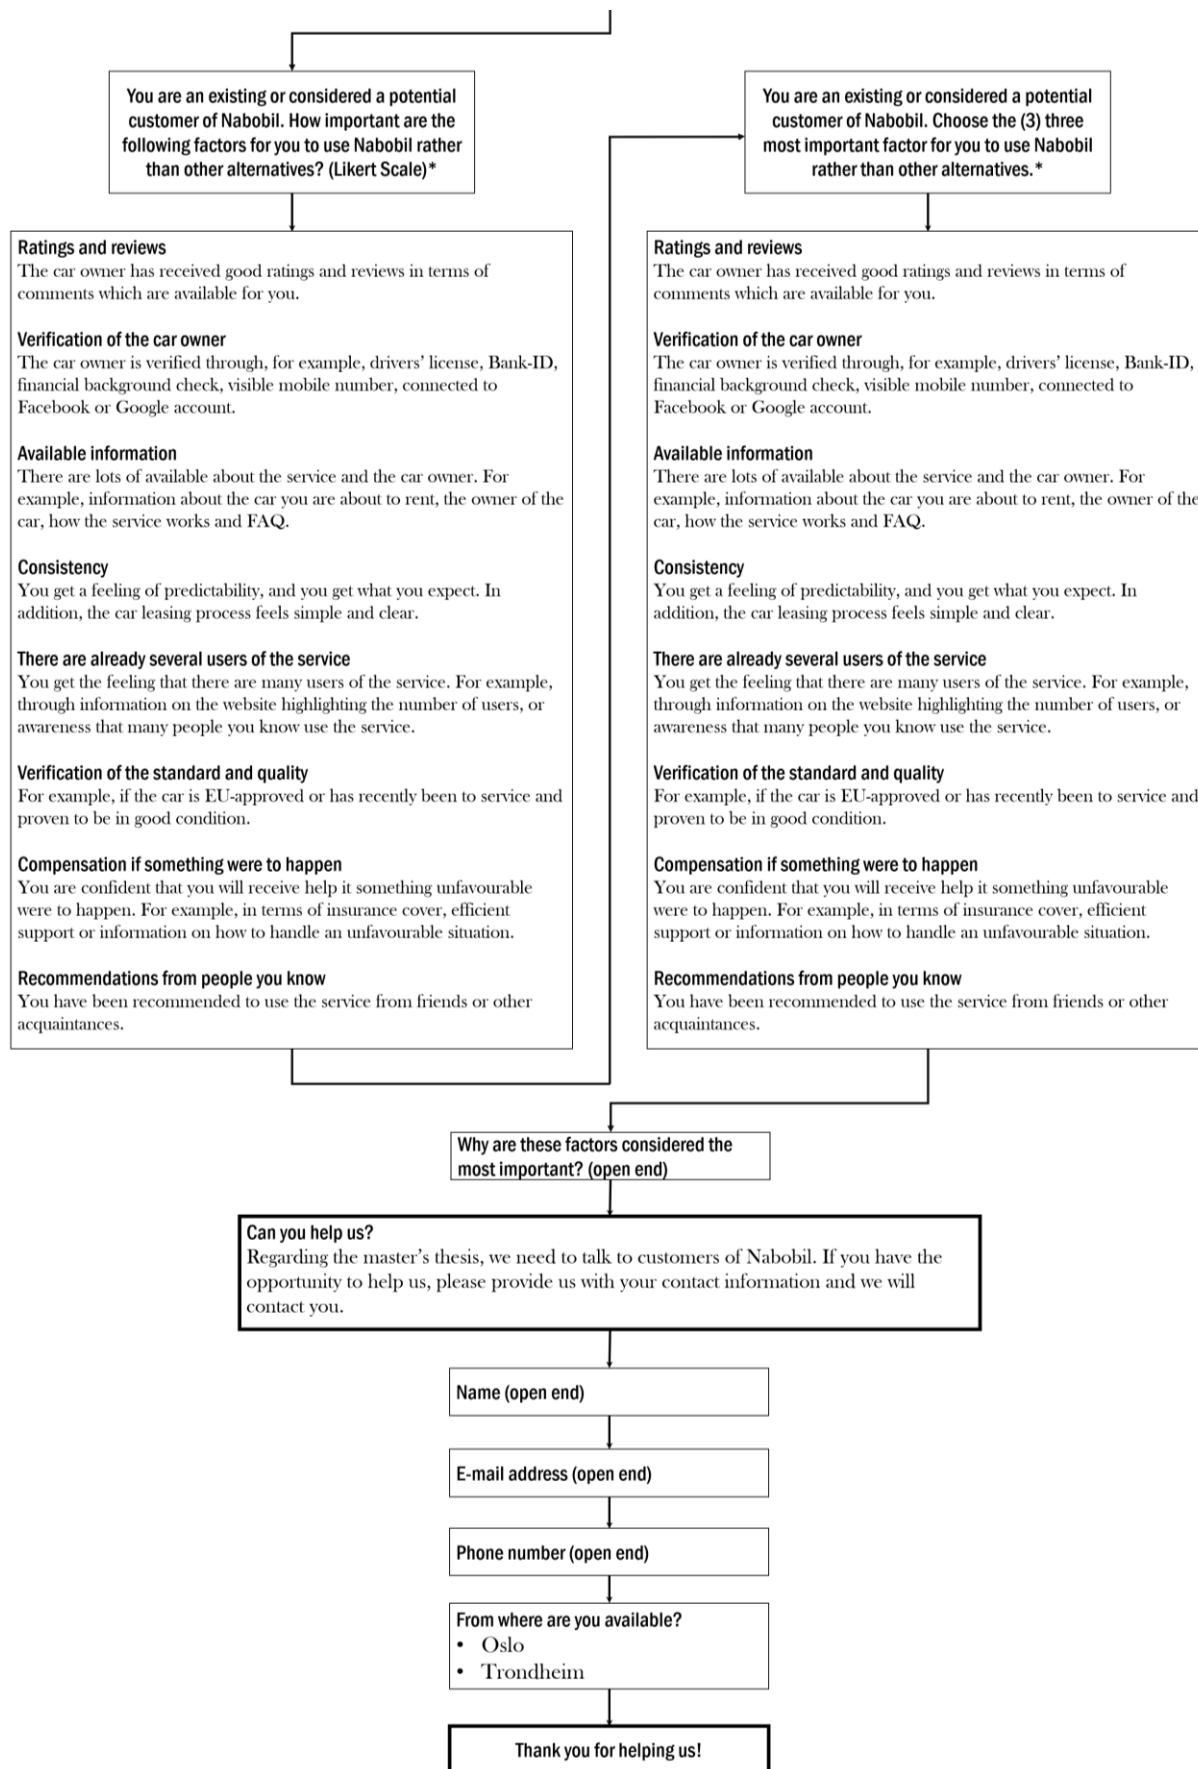 You are an existing or considered a potential
customer of Nabobil. How important are the
following factors for you to use Nabobil rather
than other alternatives? (Likert Scale)*
Ratings and reviews
The car owner has received good ratings and reviews in terms of
comments which are available for you.
Verification of the car owner
The car owner is verified through, for example, drivers’ license, Bank-ID,
financial background check, visible mobile number, connected to
Facebook or Google account.
Available information
There are lots of available about the service and the car owner. For
example, information about the car you are about to rent, the owner of the
car, how the service works and FAQ.
Consistency
You get a feeling of predictability, and you get what you expect. In
addition, the car leasing process feels simple and clear.
There are already several users of the service
You get the feeling that there are many users of the service. For example,
through information on the website highlighting the number of users, or
awareness that many people you know use the service.
Verification of the standard and quality
For example, if the car is EU-approved or has recently been to service and
proven to be in good condition.
Compensation if something were to happen
You are confident that you will receive help it something unfavourable
were to happen. For example, in terms of insurance cover, efficient
support or information on how to handle an unfavourable situation.
Recommendations from people you know
You have been recommended to use the service from friends or other
acquaintances.
You are an existing or considered a potential
customer of Nabobil. Choose the (3) three
most important factor for you to use Nabobil
rather than other alternatives.*
Ratings and reviews
The car owner has received good ratings and reviews in terms of
comments which are available for you.
Verification of the car owner
The car owner is verified through, for example, drivers’ license, Bank-ID,
financial background check, visible mobile number, connected to
Facebook or Google account.
Available information
There are lots of available about the service and the car owner. For
example, information about the car you are about to rent, the owner of the
car, how the service works and FAQ.
Consistency
You get a feeling of predictability, and you get what you expect. In
addition, the car leasing process feels simple and clear.
There are already several users of the service
You get the feeling that there are many users of the service. For example,
through information on the website highlighting the number of users, or
awareness that many people you know use the service.
Verification of the standard and quality
For example, if the car is EU-approved or has recently been to service and
proven to be in good condition.
Compensation if something were to happen
You are confident that you will receive help it something unfavourable
were to happen. For example, in terms of insurance cover, efficient
support or information on how to handle an unfavourable situation.
Recommendations from people you know
You have been recommended to use the service from friends or other
acquaintances.
Why are these factors considered the
most important? (open end)
Can you help us?
Regarding the master’s thesis, we need to talk to customers of Nabobil. If you have the
opportunity to help us, please provide us with your contact information and we will
contact you.
Name (open end)
E-mail address (open end)
Phone number (open end)
From where are you available?
• Oslo
• Trondheim
Thank you for helping us!